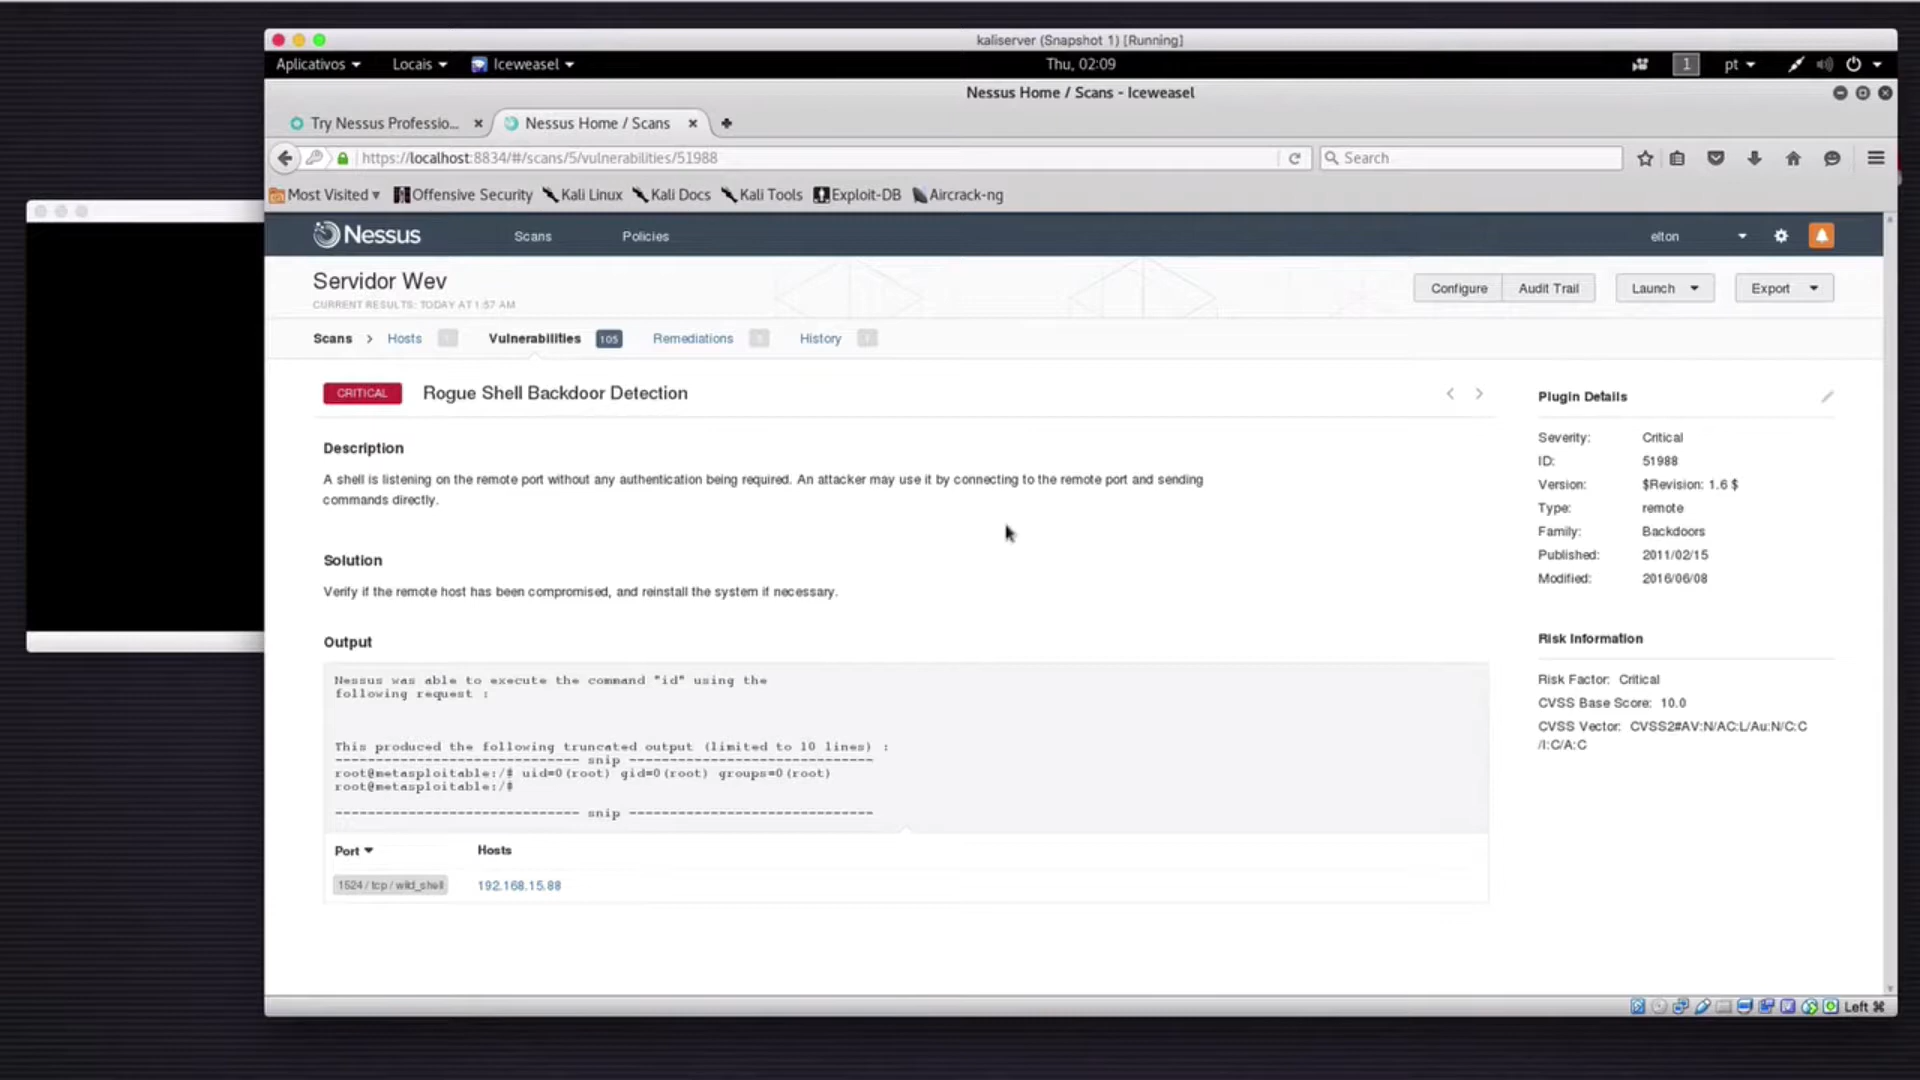 kaliserver (Snapshot 1) [Running]
Aplicativos Locais Iceweasel Thu, 02:09 1 pt
Nessus Home / Scans - Iceweasel
Try Nessus Professio... Nessus Home / Scans
https://localhost:8834/#/scans/5/vulnerabilities/51988 Search
Most Visited Offensive Security Kali Linux Kali Docs Kali Tools Exploit-DB Aircrack-ng
Nessus Scans Policies elton
Servidor Wev
CURRENT RESULTS: TODAY AT 1:57 AM
Configure Audit Trail Launch Export
Scans > Hosts Vulnerabilities 105 Remediations History
CRITICAL Rogue Shell Backdoor Detection
Description
A shell is listening on the remote port without any authentication being required. An attacker may use it by connecting to the remote port and sending
commands directly.
Solution
Verify if the remote host has been compromised, and reinstall the system if necessary.
Output
Nessus was able to execute the command "id" using the
following request :
This produced the following truncated output (limited to 10 lines) :
------------------------------ snip ------------------------------
root@metasploitable:/# uid=0(root) gid=0(root) groups=0(root)
root@metasploitable:/#
------------------------------ snip ------------------------------
Port Hosts
1524 / tcp / wild_shell 192.168.15.88
Plugin Details
Severity: Critical
ID: 51988
Version: $Revision: 1.6 $
Type: remote
Family: Backdoors
Published: 2011/02/15
Modified: 2016/06/08
Risk Information
Risk Factor: Critical
CVSS Base Score: 10.0
CVSS Vector: CVSS2#AV:N/AC:L/Au:N/C:C
/I:C/A:C
Left ⌘